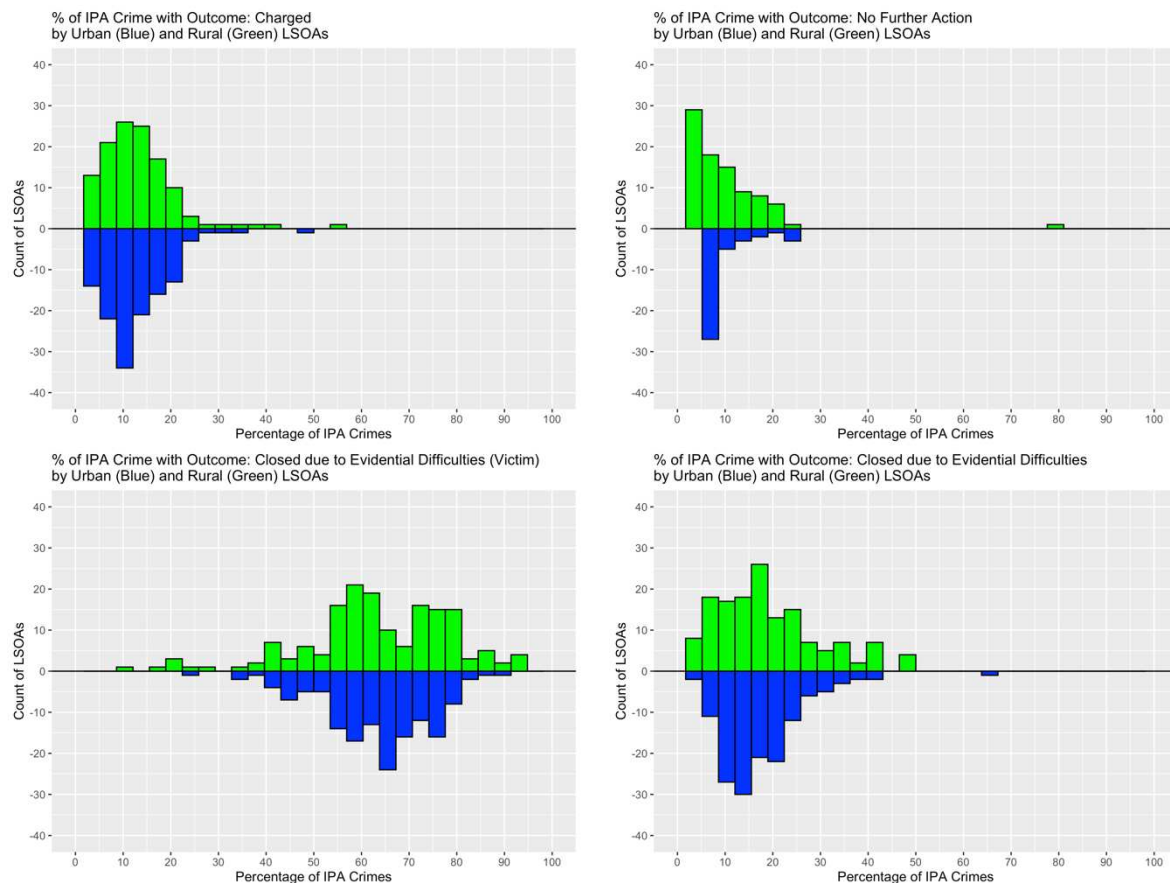 % of IPA Crime with Outcome: Charged
by Urban (Blue) and Rural (Green) LSOAs
40
30
20
10
0
-10
-20
-30
-40
Count of LSOAs
0 10 20 30 40 50 60 70 80 90 100
Percentage of IPA Crimes
% of IPA Crime with Outcome: No Further Action
by Urban (Blue) and Rural (Green) LSOAs
40
30
20
10
0
-10
-20
-30
-40
Count of LSOAs
0 10 20 30 40 50 60 70 80 90 100
Percentage of IPA Crimes
% of IPA Crime with Outcome: Closed due to Evidential Difficulties (Victim)
by Urban (Blue) and Rural (Green) LSOAs
40
30
20
10
0
-10
-20
-30
-40
Count of LSOAs
0 10 20 30 40 50 60 70 80 90 100
Percentage of IPA Crimes
% of IPA Crime with Outcome: Closed due to Evidential Difficulties
by Urban (Blue) and Rural (Green) LSOAs
40
30
20
10
0
-10
-20
-30
-40
Count of LSOAs
0 10 20 30 40 50 60 70 80 90 100
Percentage of IPA Crimes